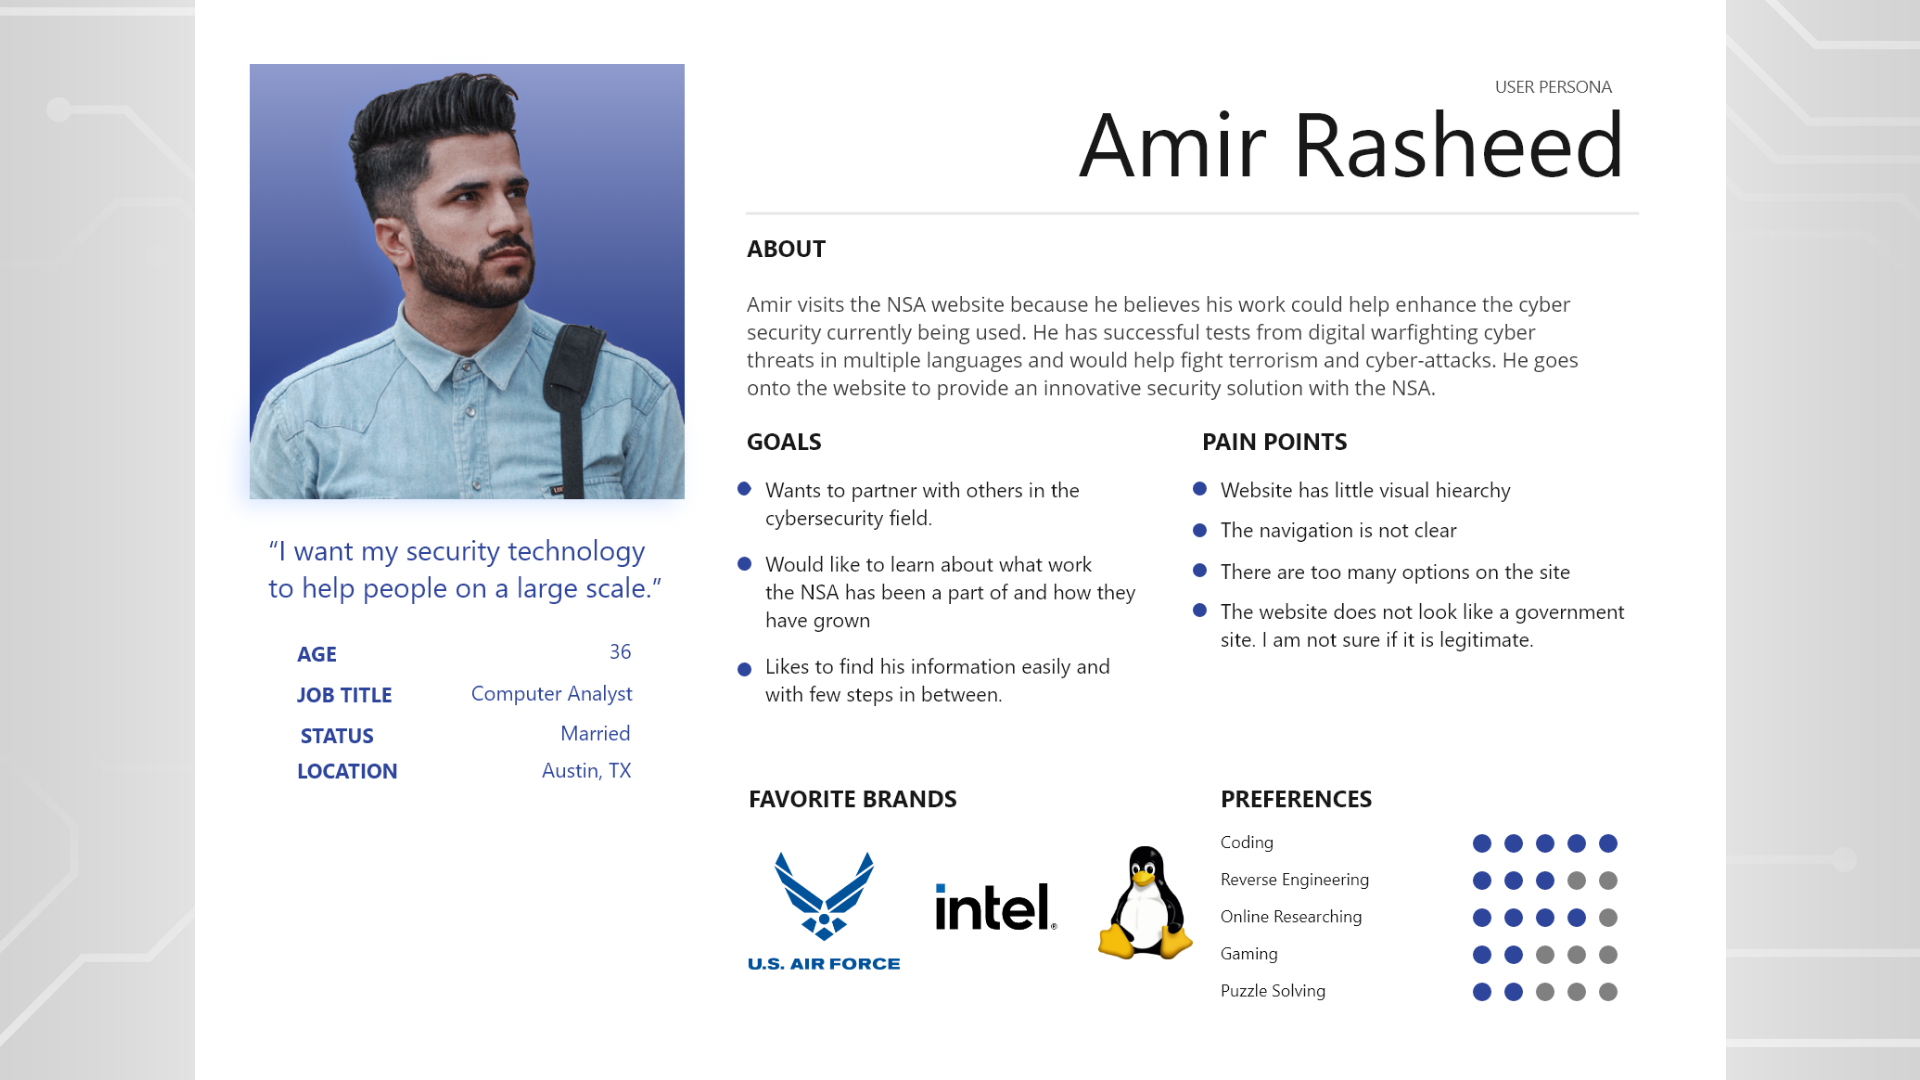 USER PERSONA
Amir Rasheed
“I want my security technology
to help people on a large scale.”
AGE 36
JOB TITLE Computer Analyst
STATUS Married
LOCATION Austin, TX
ABOUT
Amir visits the NSA website because he believes his work could help enhance the cyber
security currently being used. He has successful tests from digital warfighting cyber
threats in multiple languages and would help fight terrorism and cyber-attacks. He goes
onto the website to provide an innovative security solution with the NSA.
GOALS
Wants to partner with others in the
cybersecurity field.
Would like to learn about what work
the NSA has been a part of and how they
have grown
Likes to find his information easily and
with few steps in between.
PAIN POINTS
Website has little visual hiearchy
The navigation is not clear
There are too many options on the site
The website does not look like a government
site. I am not sure if it is legitimate.
FAVORITE BRANDS
U.S. AIR FORCE
intel®
PREFERENCES
Coding
Reverse Engineering
Online Researching
Gaming
Puzzle Solving